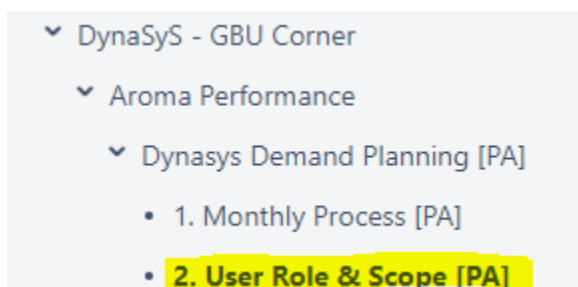 DynaSyS - GBU Corner
Aroma Performance
Dynasys Demand Planning [PA]
1. Monthly Process [PA]
2. User Role & Scope [PA]